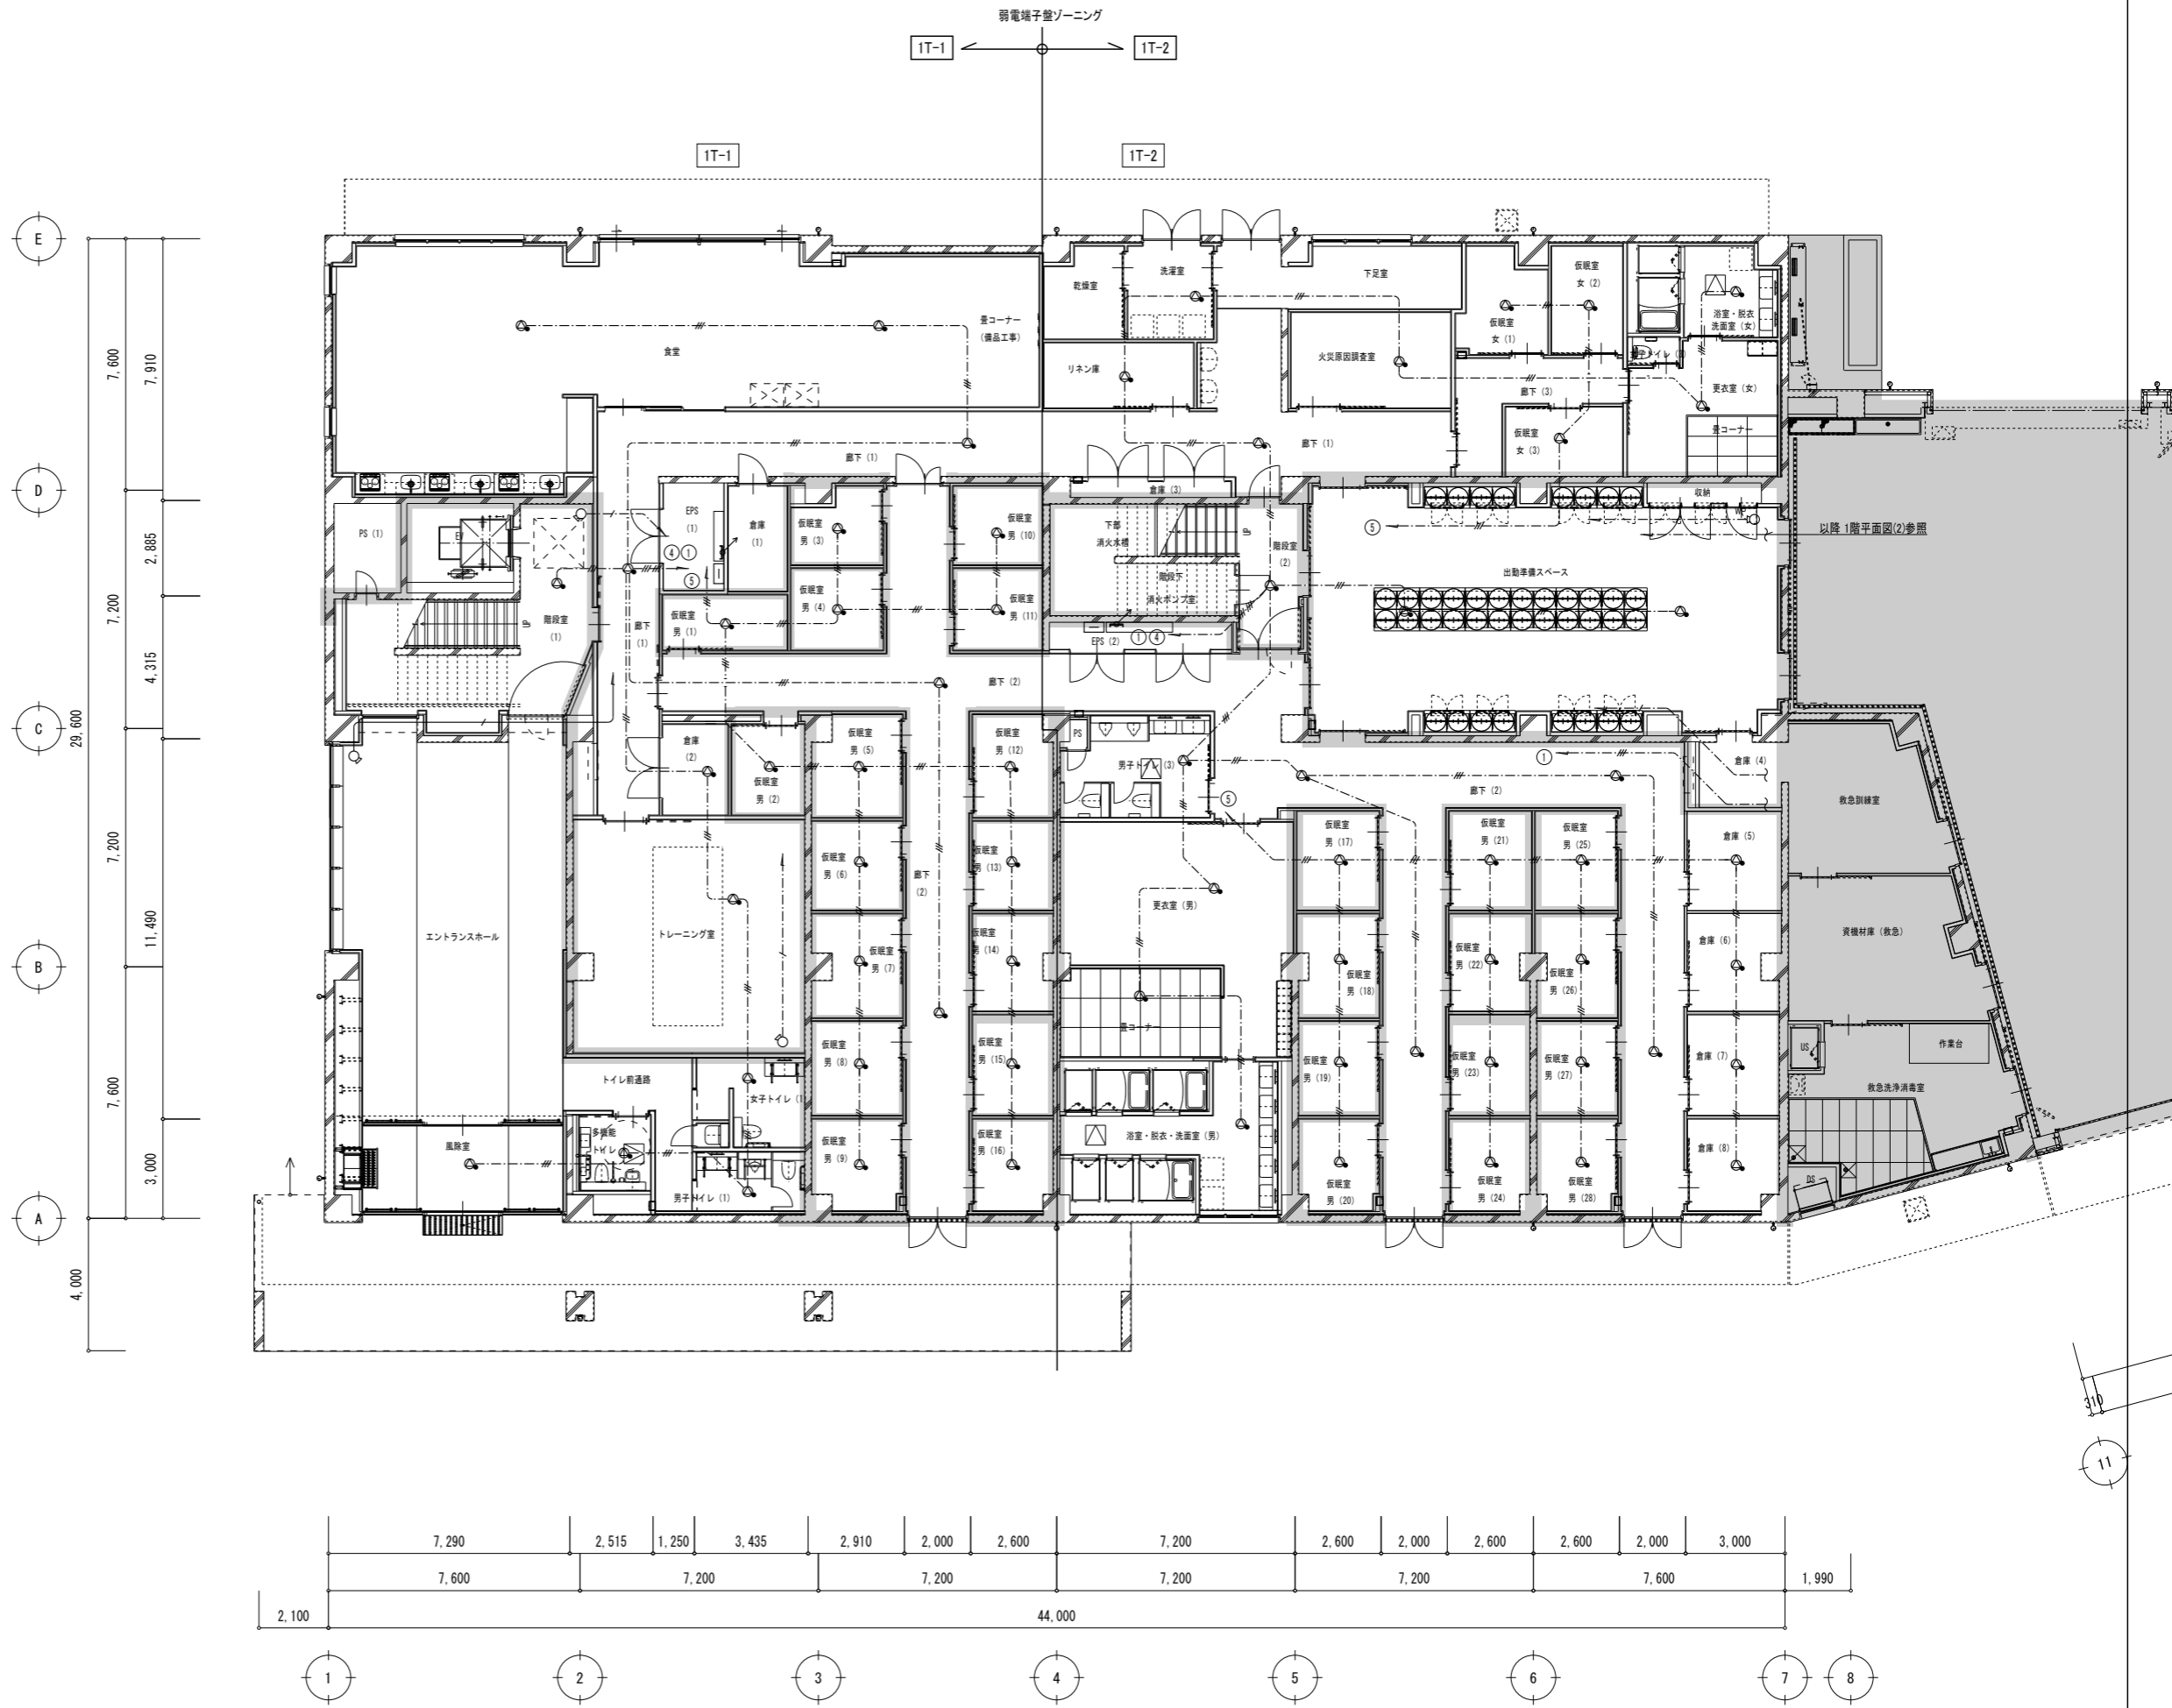 弱電端子盤ゾーニング
1T-1
1T-2
1T-1
1T-2
E
D
C
B
A
7,600
7,200
7,200
7,600
29,600
4,000
7,910
2,885
4,315
11,490
3,000
食堂
畳コーナー
(備品工事)
乾燥室
洗濯室
リネン庫
下足室
火災原因調査室
仮眠室
女(1)
仮眠室
女(2)
仮眠室
女(3)
浴室・脱衣
洗面室(女)
更衣室(女)
畳コーナー
廊下(3)
廊下(1)
廊下(1)
廊下
(1)
PS(1)
EV
階段室
(1)
UP
EPS
(1)
倉庫
(1)
④①
⑤
仮眠室
男(1)
仮眠室
男(3)
仮眠室
男(4)
仮眠室
男(10)
仮眠室
男(11)
倉庫(3)
下部
消火水槽
階段下
消火ポンプ室
UP
階段室
(2)
EPS(2)
①④
⑤
収納
出動準備スペース
以降 1階平面図(2)参照
廊下(2)
倉庫
(2)
仮眠室
男(2)
仮眠室
男(5)
仮眠室
男(6)
仮眠室
男(7)
仮眠室
男(8)
仮眠室
男(9)
廊下
(2)
仮眠室
男(12)
仮眠室
男(13)
仮眠室
男(14)
仮眠室
男(15)
仮眠室
男(16)
PS
男子トイレ(3)
⑤
①
廊下(2)
倉庫(4)
更衣室(男)
畳コーナー
浴室・脱衣・洗面室(男)
仮眠室
男(17)
仮眠室
男(18)
仮眠室
男(19)
仮眠室
男(20)
仮眠室
男(21)
仮眠室
男(22)
仮眠室
男(23)
仮眠室
男(24)
仮眠室
男(25)
仮眠室
男(26)
仮眠室
男(27)
仮眠室
男(28)
倉庫(5)
倉庫(6)
倉庫(7)
倉庫(8)
救急訓練室
資機材庫(救急)
US
作業台
救急洗浄消毒室
DS
エントランスホール
トレーニング室
トイレ前通路
女子トイレ(1
多機能
トイレ
男子トイレ(1)
風除室
310
11
7,290
2,515
1,250
3,435
2,910
2,000
2,600
7,200
2,600
2,000
2,600
2,600
2,000
3,000
7,600
7,200
7,200
7,200
7,200
7,600
1,990
2,100
44,000
1
2
3
4
5
6
7
8